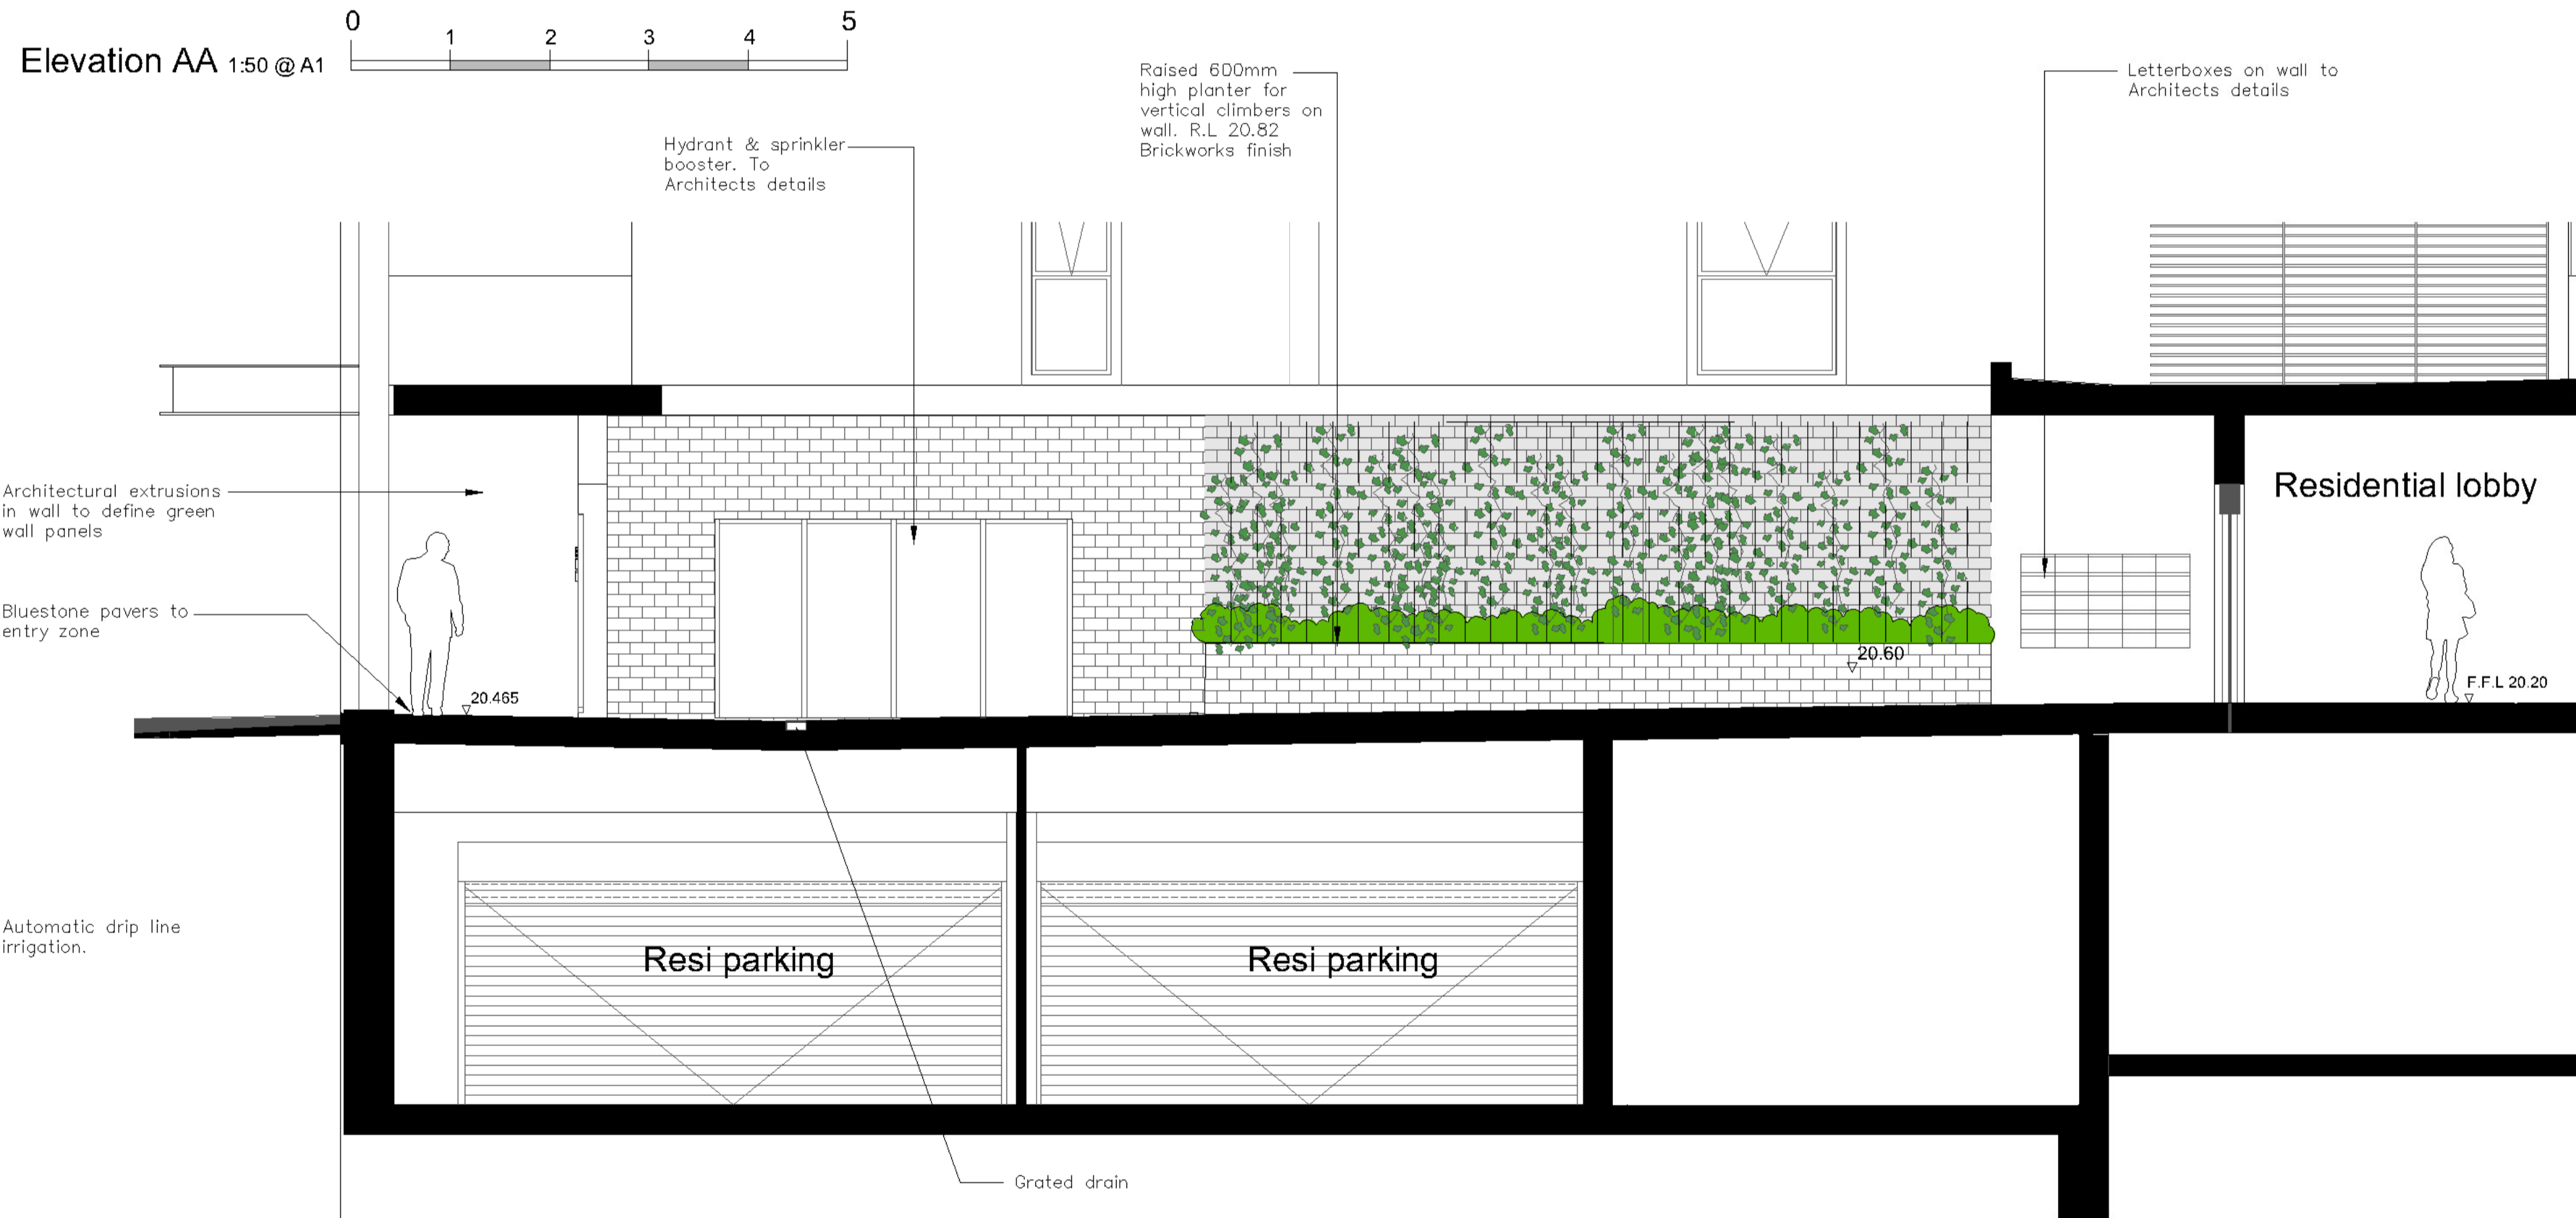 Elevation AA 1:50 @ A1
0 1 2 3 4 5
Raised 600mm
high planter for
vertical climbers on
wall. R.L 20.82
Brickworks finish
Letterboxes on wall to
Architects details
Hydrant & sprinkler
booster. To
Architects details
Architectural extrusions
in wall to define green
wall panels
Residential lobby
Bluestone pavers to
entry zone
20.465
20.60
F.F.L 20.20
Automatic drip line
irrigation.
Resi parking
Resi parking
Grated drain